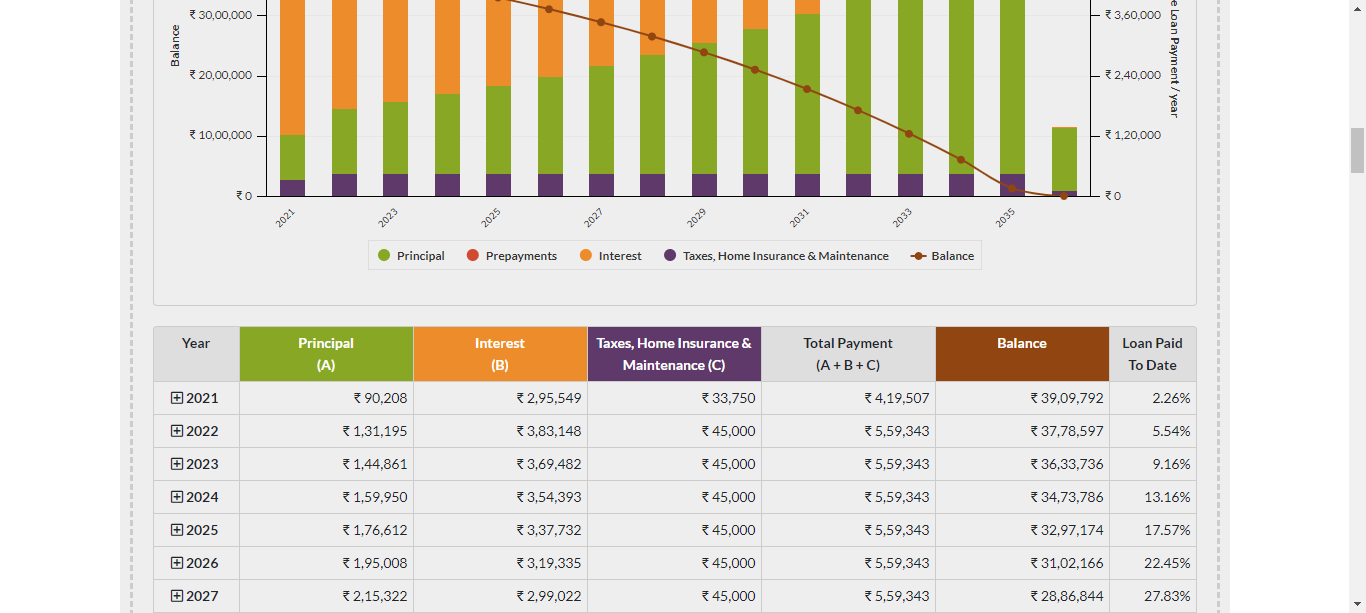 ₹ 30,00,000
₹ 3,60,000
Balance
e Loan Payment / year
₹ 20,00,000
₹ 2,40,000
₹ 10,00,000
₹ 1,20,000
₹ 0
₹ 0
2021 2023 2025 2027 2029 2031 2033 2035
Principal Prepayments Interest Taxes, Home Insurance & Maintenance Balance
Year Principal Interest Taxes, Home Insurance & Total Payment Balance Loan Paid
(A) (B) Maintenance (C) (A + B + C) To Date
2021 ₹ 90,208 ₹ 2,95,549 ₹ 33,750 ₹ 4,19,507 ₹ 39,09,792 2.26%
2022 ₹ 1,31,195 ₹ 3,83,148 ₹ 45,000 ₹ 5,59,343 ₹ 37,78,597 5.54%
2023 ₹ 1,44,861 ₹ 3,69,482 ₹ 45,000 ₹ 5,59,343 ₹ 36,33,736 9.16%
2024 ₹ 1,59,950 ₹ 3,54,393 ₹ 45,000 ₹ 5,59,343 ₹ 34,73,786 13.16%
2025 ₹ 1,76,612 ₹ 3,37,732 ₹ 45,000 ₹ 5,59,343 ₹ 32,97,174 17.57%
2026 ₹ 1,95,008 ₹ 3,19,335 ₹ 45,000 ₹ 5,59,343 ₹ 31,02,166 22.45%
2027 ₹ 2,15,322 ₹ 2,99,022 ₹ 45,000 ₹ 5,59,343 ₹ 28,86,844 27.83%